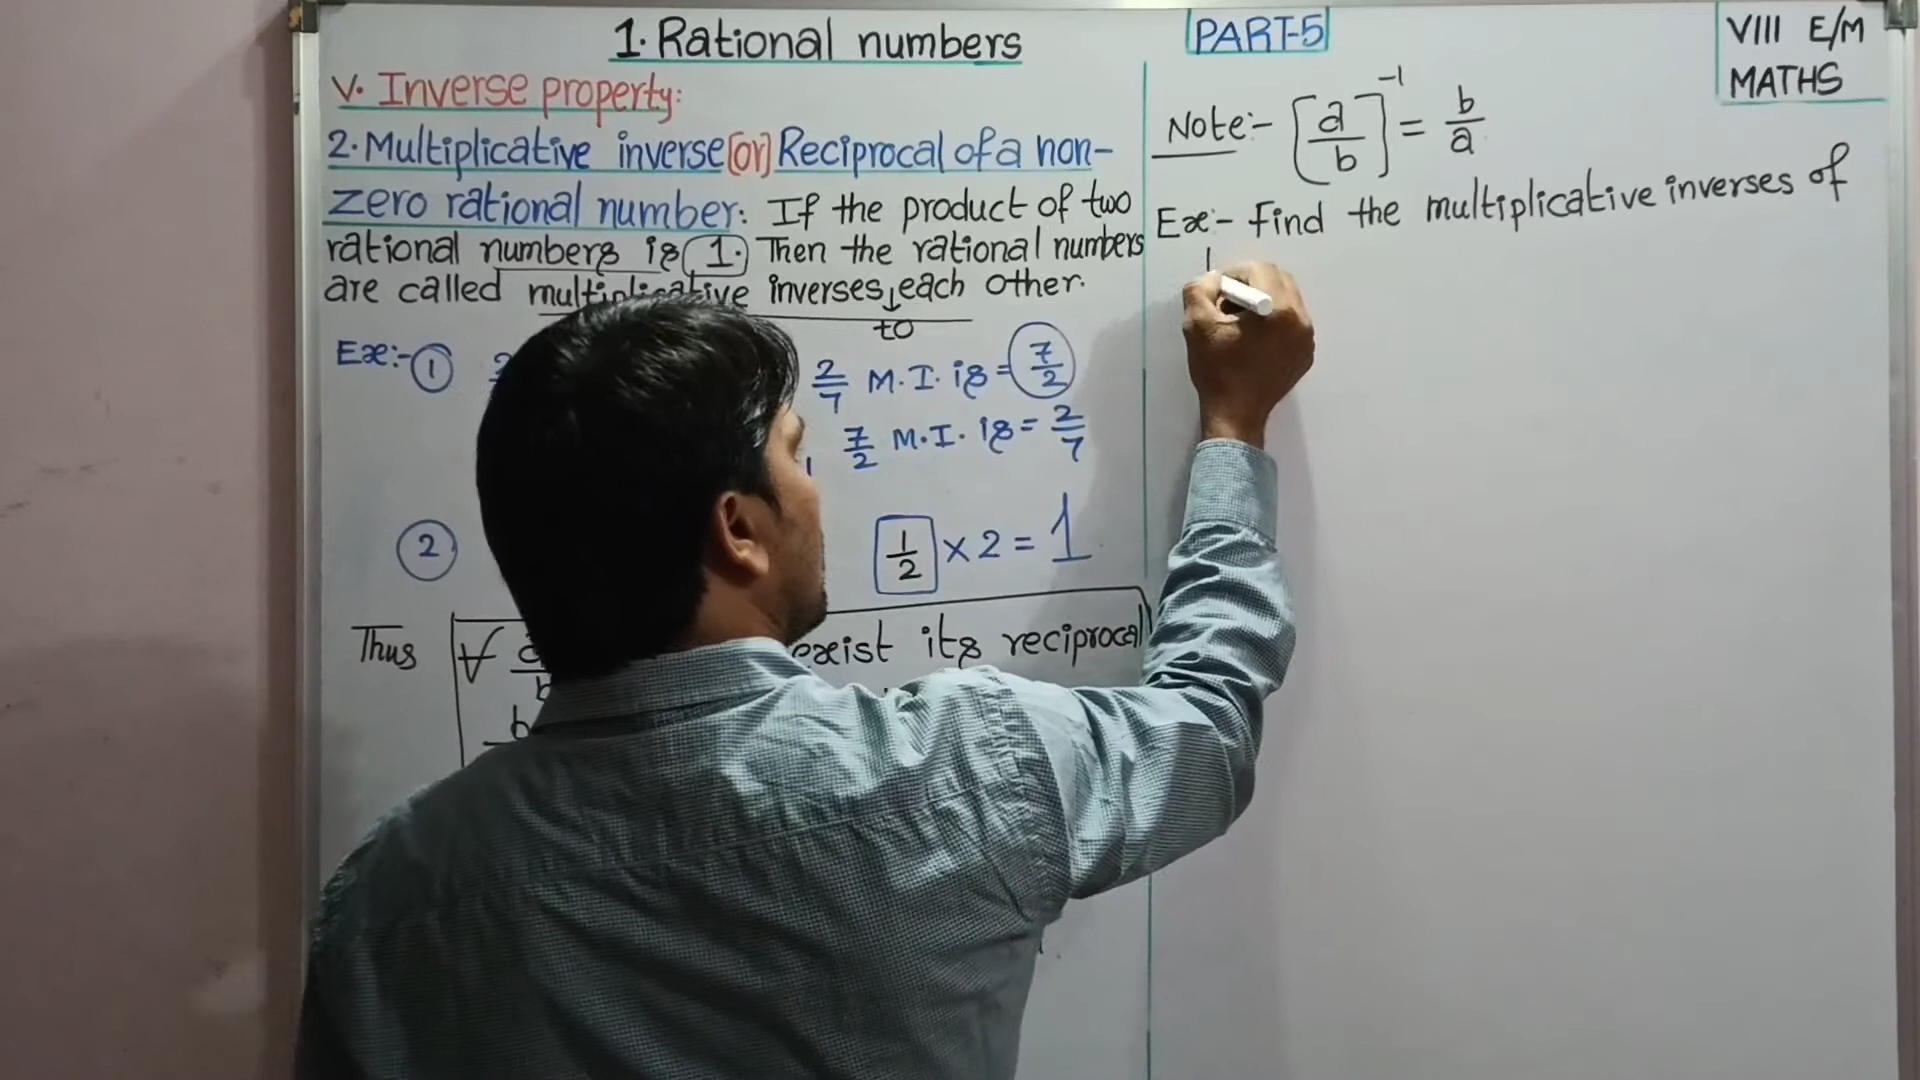 1. Rational numbers
PART-5
VIII E/M
MATHS
V. Inverse property:
2. Multiplicative inverse [or] Reciprocal of a non-
zero rational number: If the product of two
rational numbers is 1. Then the rational numbers
are called multiplicative inverses each other.
to
Ex:- 1
2/7 M.I. is = 7/2
7/2 M.I. is = 2/7
2
1/2 × 2 = 1
Thus ∀ exist its reciprocal
b
Note:- [a/b]⁻¹ = b/a
Ex:- Find the multiplicative inverses of